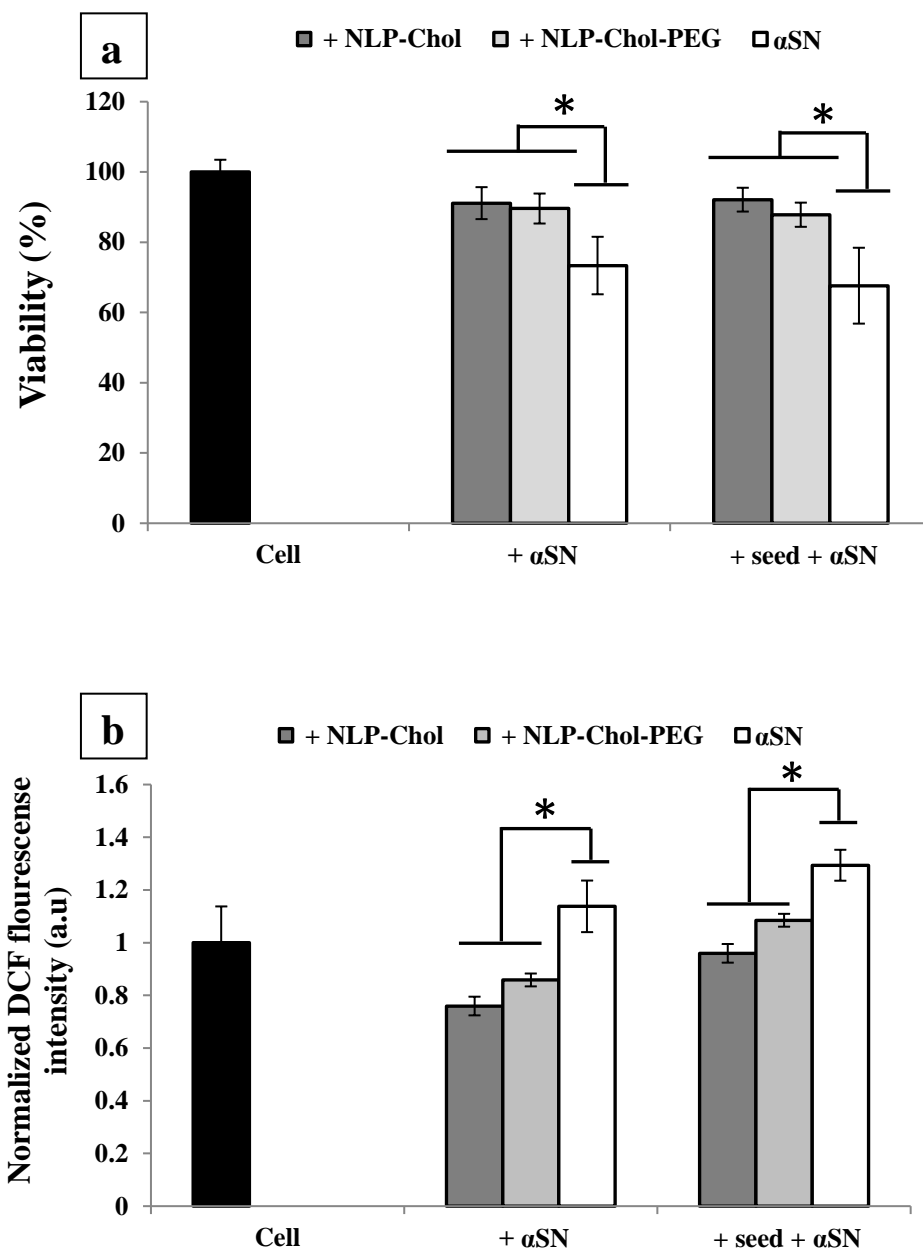 a
+ NLP-Chol + NLP-Chol-PEG αSN
Viability (%)
120
100
80
60
40
20
0
*
*
Cell + αSN + seed + αSN
b
+ NLP-Chol + NLP-Chol-PEG αSN
Normalized DCF flourescense
intensity (a.u)
1.6
1.4
1.2
1
0.8
0.6
0.4
0.2
0
*
*
Cell + αSN + seed + αSN